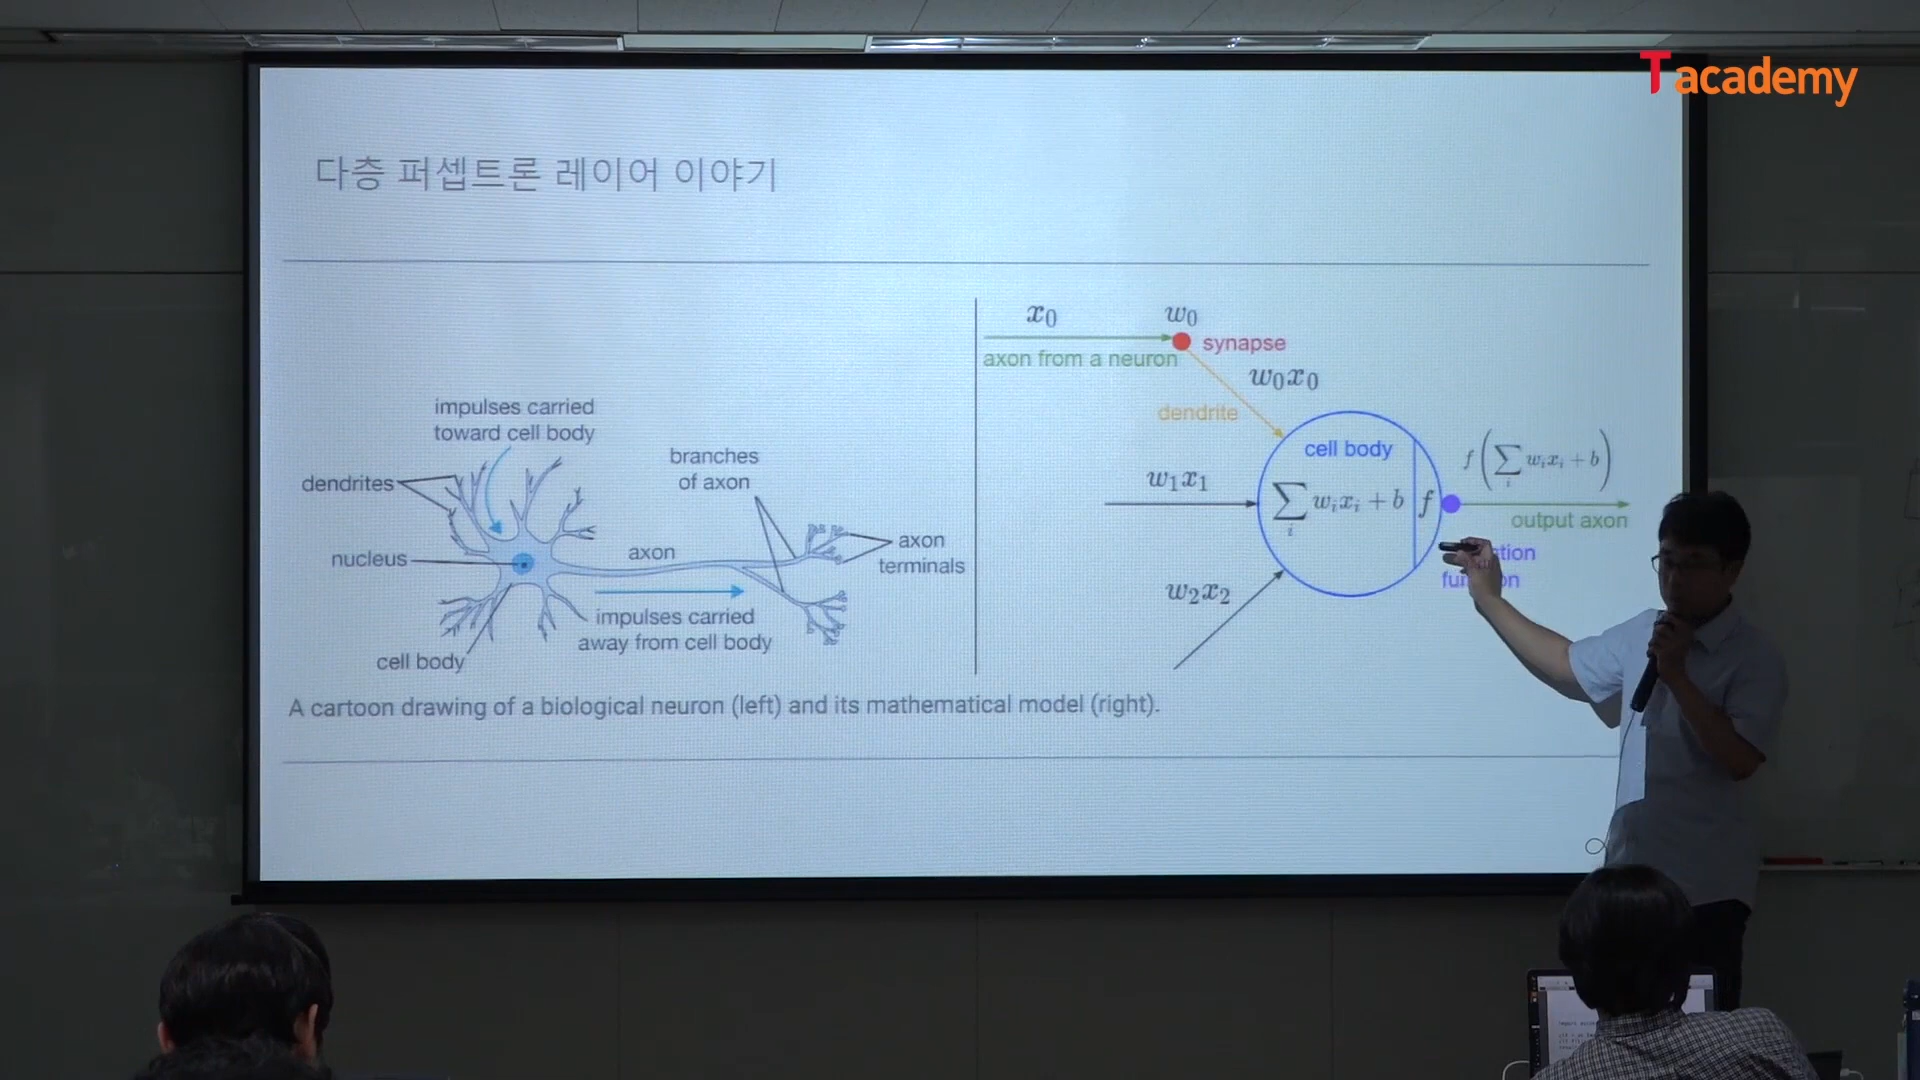 Tacademy
다층 퍼셉트론 레이어 이야기
impulses carried
toward cell body
dendrites
nucleus
cell body
axon
impulses carried
away from cell body
branches
of axon
axon
terminals
x₀
w₀
axon from a neuron
synapse
w₀x₀
dendrite
w₁x₁
w₂x₂
cell body
∑ᵢ wᵢxᵢ + b
f
f(∑ᵢ wᵢxᵢ + b)
output axon
A cartoon drawing of a biological neuron (left) and its mathematical model (right).